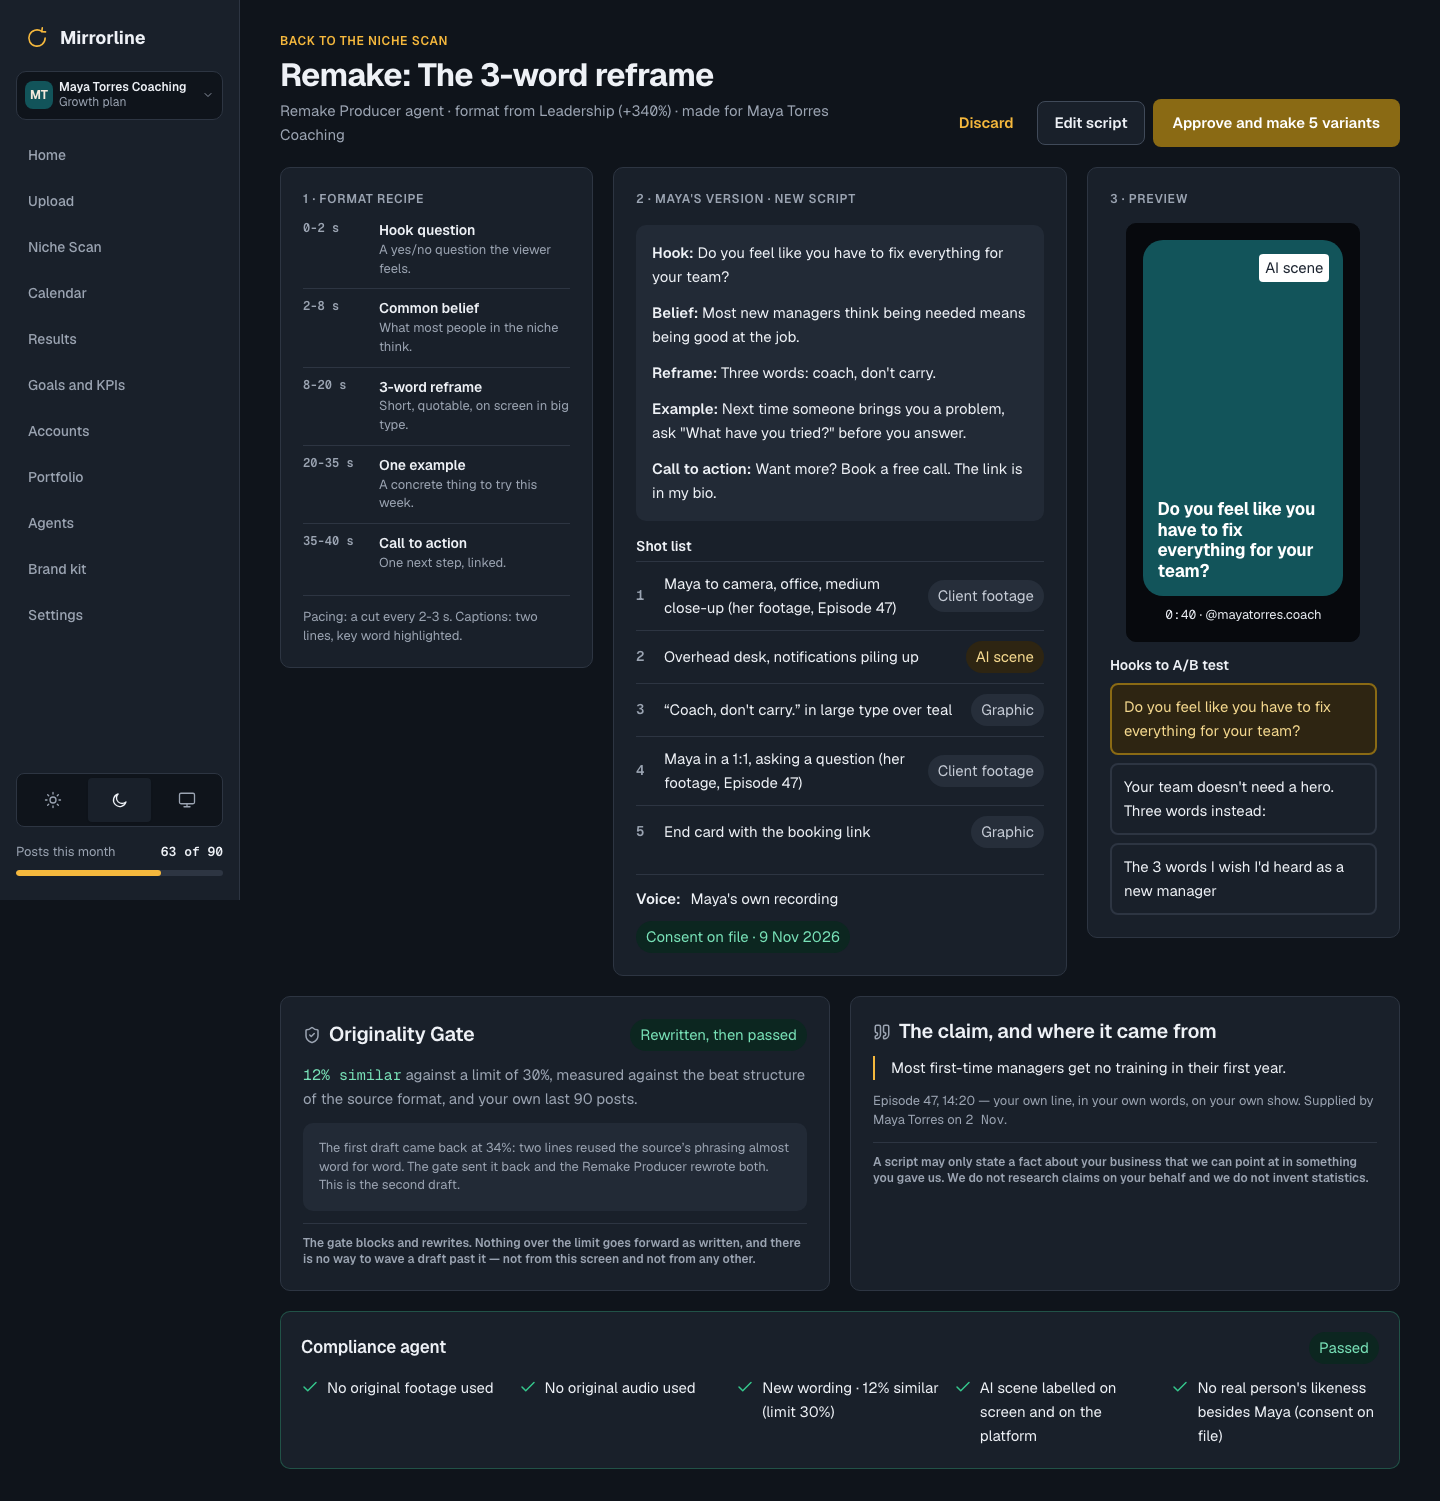 Mirrorline
MT
Maya Torres Coaching
Growth plan
Home
Upload
Niche Scan
Calendar
Results
Goals and KPIs
Accounts
Portfolio
Agents
Brand kit
Settings
Posts this month
63 of 90
BACK TO THE NICHE SCAN
Remake: The 3-word reframe
Remake Producer agent · format from Leadership (+340%) · made for Maya Torres
Coaching
Discard
Edit script
Approve and make 5 variants
1 · FORMAT RECIPE
0-2 s
Hook question
A yes/no question the viewer
feels.
2-8 s
Common belief
What most people in the niche
think.
8-20 s
3-word reframe
Short, quotable, on screen in big
type.
20-35 s
One example
A concrete thing to try this
week.
35-40 s
Call to action
One next step, linked.
Pacing: a cut every 2-3 s. Captions: two
lines, key word highlighted.
2 · MAYA'S VERSION · NEW SCRIPT
Hook: Do you feel like you have to fix everything for
your team?
Belief: Most new managers think being needed means
being good at the job.
Reframe: Three words: coach, don't carry.
Example: Next time someone brings you a problem,
ask "What have you tried?" before you answer.
Call to action: Want more? Book a free call. The link is
in my bio.
Shot list
1
Maya to camera, office, medium
close-up (her footage, Episode 47)
Client footage
2
Overhead desk, notifications piling up
AI scene
3
“Coach, don't carry.” in large type over teal
Graphic
4
Maya in a 1:1, asking a question (her
footage, Episode 47)
Client footage
5
End card with the booking link
Graphic
Voice: Maya's own recording
Consent on file · 9 Nov 2026
3 · PREVIEW
AI scene
Do you feel like you
have to fix
everything for your
team?
0:40 · @mayatorres.coach
Hooks to A/B test
Do you feel like you have to fix
everything for your team?
Your team doesn't need a hero.
Three words instead:
The 3 words I wish I'd heard as a
new manager
Originality Gate
Rewritten, then passed
12% similar against a limit of 30%, measured against the beat structure
of the source format, and your own last 90 posts.
The first draft came back at 34%: two lines reused the source's phrasing almost
word for word. The gate sent it back and the Remake Producer rewrote both.
This is the second draft.
The gate blocks and rewrites. Nothing over the limit goes forward as written, and there
is no way to wave a draft past it — not from this screen and not from any other.
The claim, and where it came from
Most first-time managers get no training in their first year.
Episode 47, 14:20 — your own line, in your own words, on your own show. Supplied by
Maya Torres on 2 Nov.
A script may only state a fact about your business that we can point at in something
you gave us. We do not research claims on your behalf and we do not invent statistics.
Compliance agent
Passed
No original footage used
No original audio used
New wording · 12% similar
(limit 30%)
AI scene labelled on
screen and on the
platform
No real person's likeness
besides Maya (consent on
file)